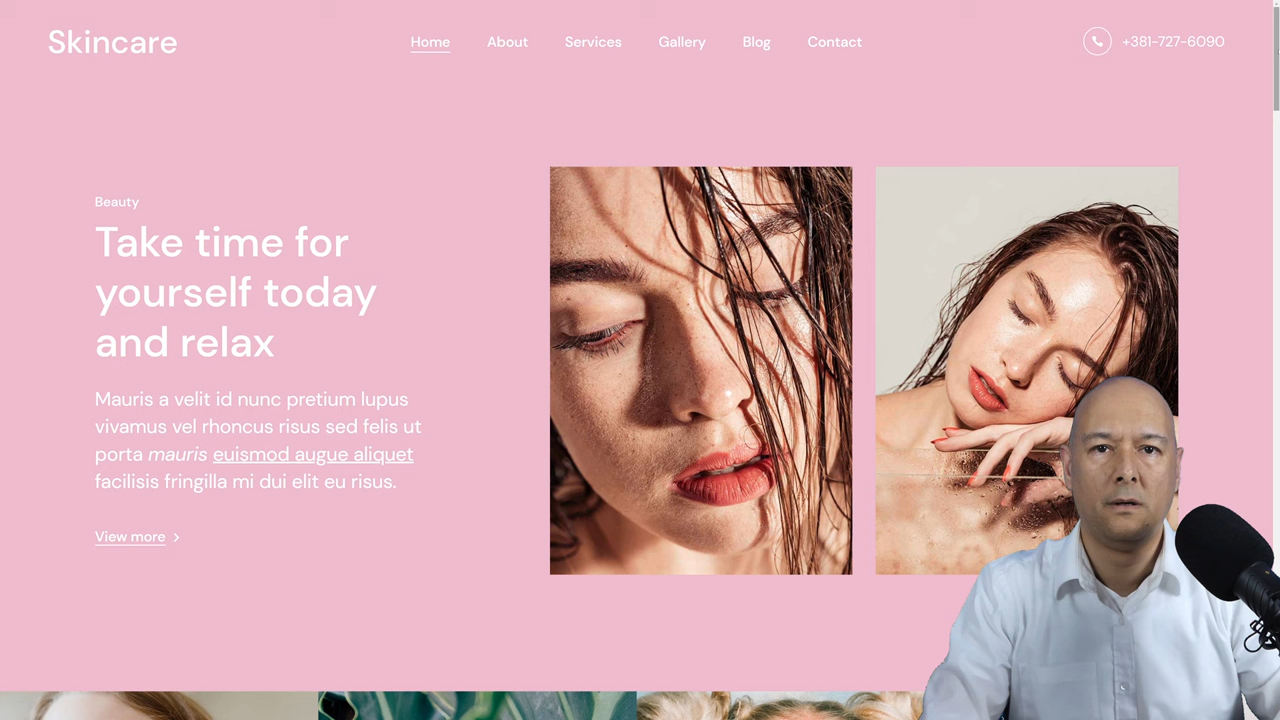 Skincare
Home About Services Gallery Blog Contact
+381-727-6090
Beauty
Take time for
yourself today
and relax
Mauris a velit id nunc pretium lupus
vivamus vel rhoncus risus sed felis ut
porta mauris euismod augue aliquet
facilisis fringilla mi dui elit eu risus.
View more